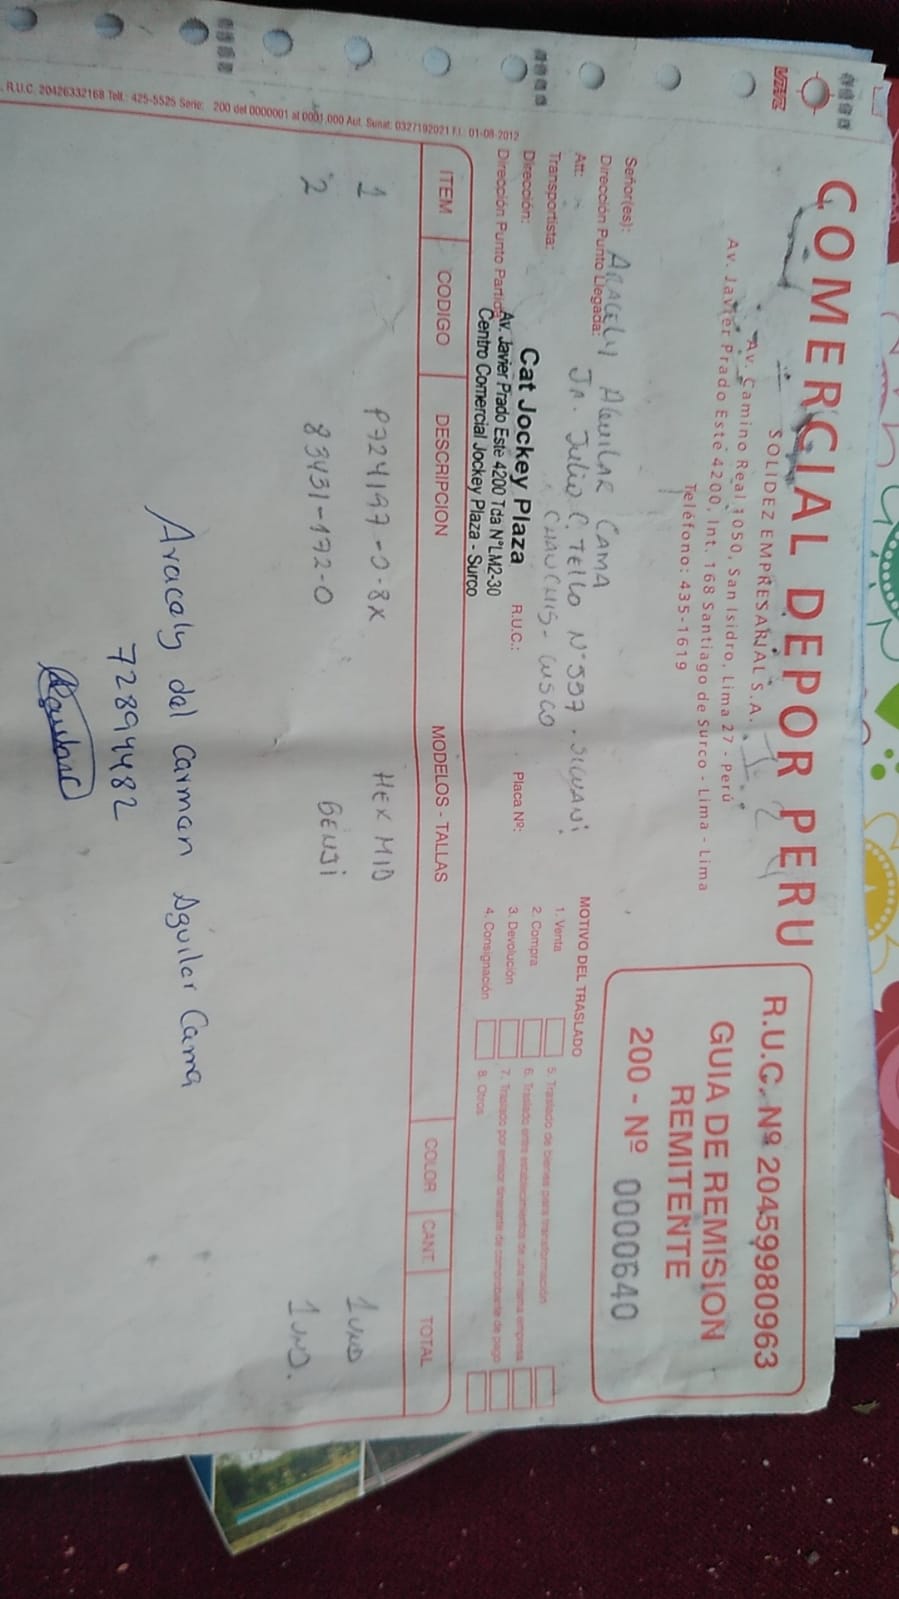 COMERCIAL DEPOR PERU
SOLIDEZ EMPRESARIAL S.A.
Av. Camino Real 1050, San Isidro, Lima 27 - Perú
Av. Javier Prado Este 4200, Int. 168 Santiago de Surco - Lima - Lima
Teléfono: 435-1619
R.U.C. Nº 20459980963
GUIA DE REMISION
REMITENTE
200 - Nº 0000640
Señor(es): ARACELY AGUILAR CAMA
Dirección Punto Llegada: JR. Julio C. TELLO Nº 597 - SICUANI
Att: CANCHIS - CUSCO
Transportista: R.U.C.: Placa Nº:
Dirección: Cat Jockey Plaza
Dirección Punto Partida: Av. Javier Prado Este 4200 Tda N°LM2-30
Centro Comercial Jockey Plaza - Surco
MOTIVO DEL TRASLADO
1. Venta
2. Compra
3. Devolución
4. Consignación
5. Traslado de bienes para transformación
6. Traslado entre establecimientos de una misma empresa
7. Traslado por emisor itinerante de comprobante de pago
8. Otros
ITEM CODIGO DESCRIPCION MODELOS - TALLAS COLOR CANT. TOTAL
1 P724197-0-8X HEX MID 1 UND
2 83431-172-0 GENJI 1 UND.
Aracely del Carmen Aguilar Cama
72894482
R.U.C. 20426332168 Telf.: 425-5525 Serie: 200 del 0000001 al 0001,000 Aut. Sunat: 0327192021 F.I.: 01-08-2012